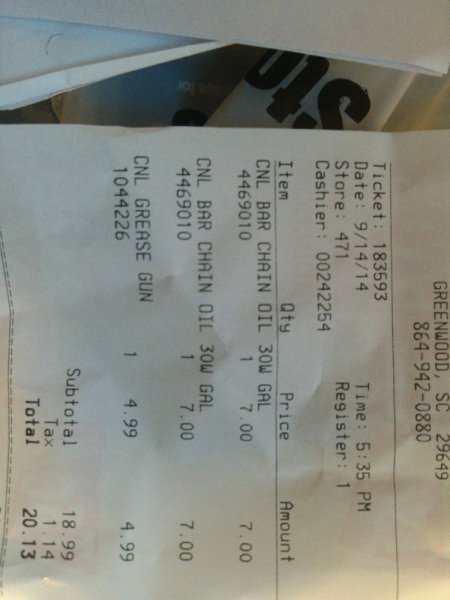 GREENWOOD, SC 29649
864-942-0880
Ticket: 183593
Date: 9/14/14 Time: 5:35 PM
Store: 471 Register: 1
Cashier: 00242254
Item Qty Price Amount
CNL BAR CHAIN OIL 30W GAL
4469010 1 7.00 7.00
CNL BAR CHAIN OIL 30W GAL
4469010 1 7.00 7.00
CNL GREASE GUN
1044226 1 4.99 4.99
Subtotal 18.99
Tax 1.14
Total 20.13